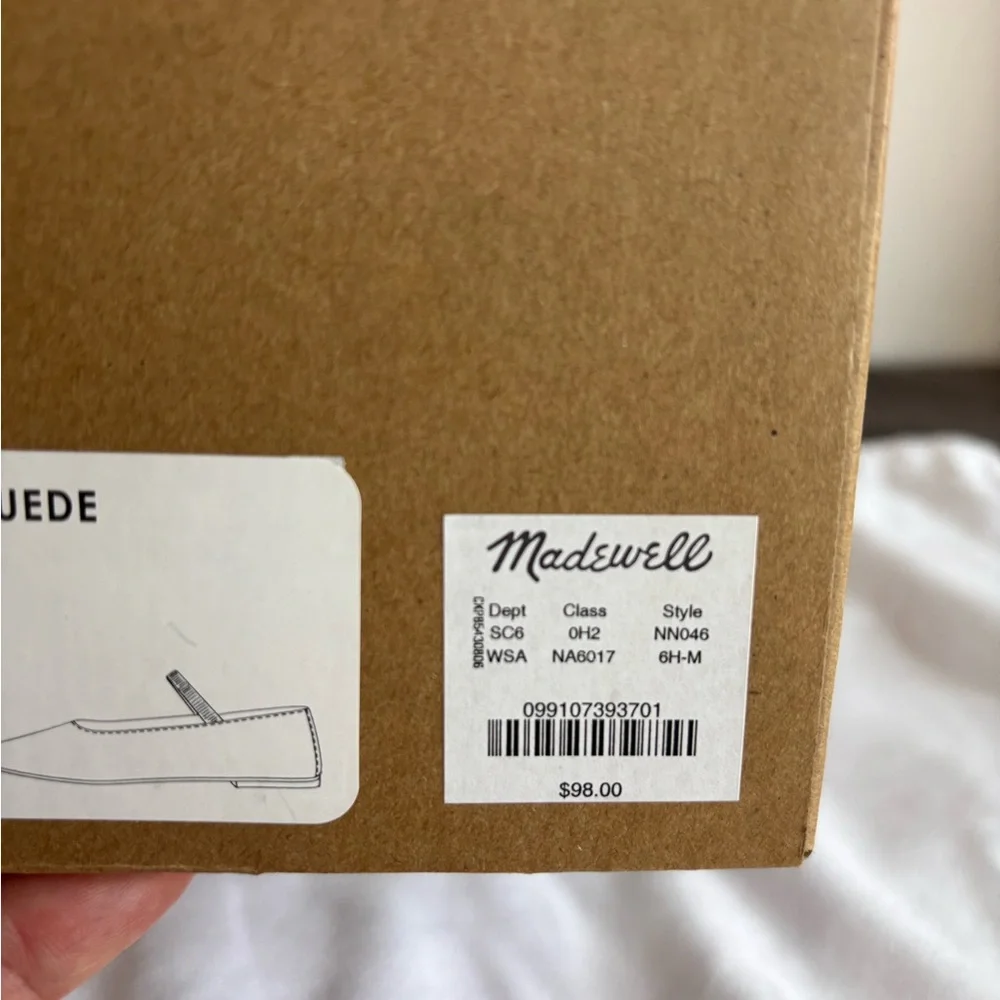 UEDE
Madewell
Dept Class Style
SC6 0H2 NN046
WSA NA6017 6H-M
099107393701
$98.00